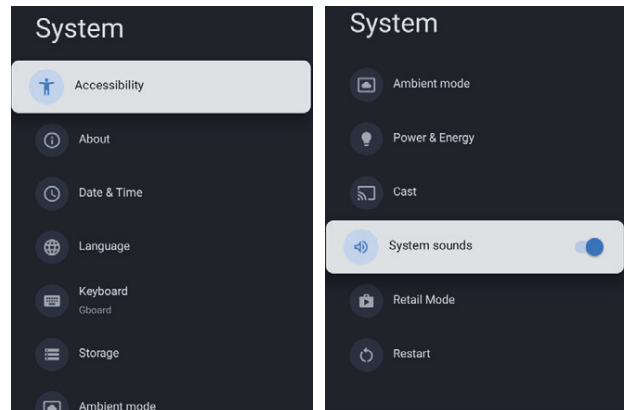 System
Accessibility
About
Date & Time
Language
Keyboard
Gboard
Storage
Ambient mode
System
Ambient mode
Power & Energy
Cast
System sounds
Retail Mode
Restart